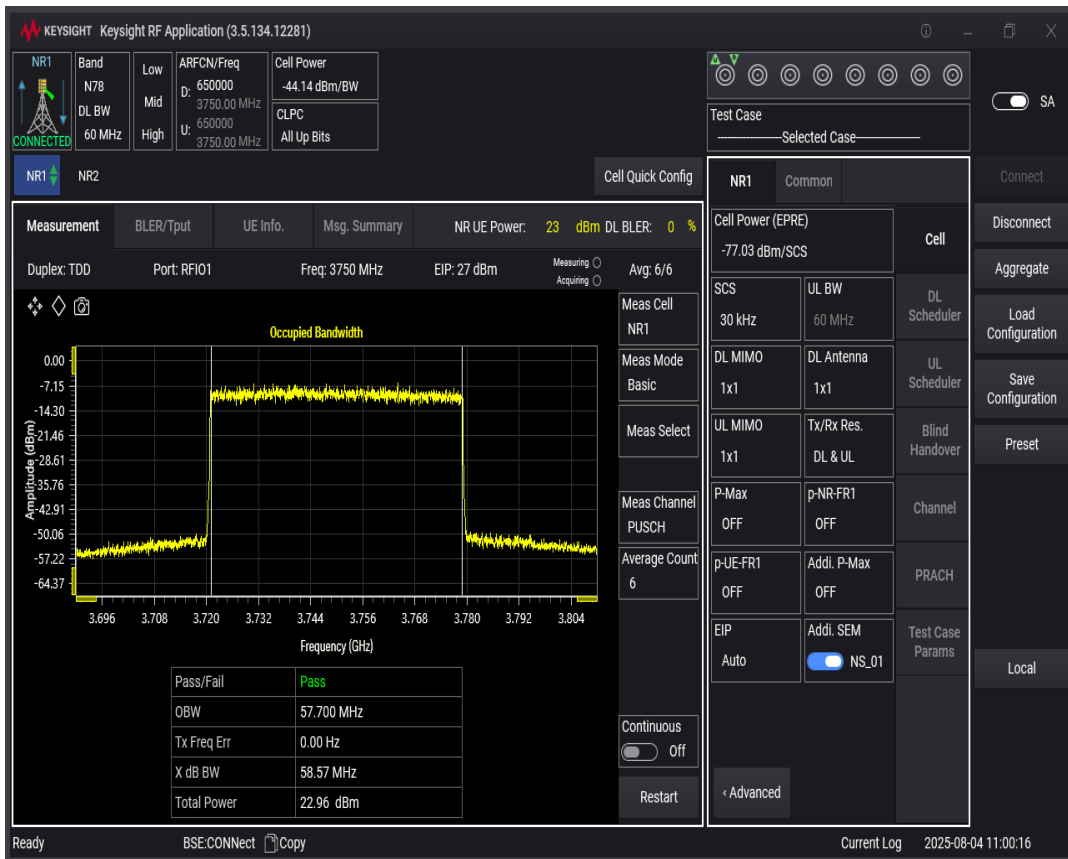 KEYSIGHT Keysight RF Application (3.5.134.12281)
NR1
CONNECTED
Band
N78
DL BW
60 MHz
Low
Mid
High
ARFCN/Freq
D: 650000
3750.00 MHz
U: 650000
3750.00 MHz
Cell Power
-44.14 dBm/BW
CLPC
All Up Bits
Test Case
Selected Case
SA
NR1
NR2
Cell Quick Config
Measurement
BLER/Tput
UE Info.
Msg. Summary
NR UE Power: 23 dBm DL BLER: 0 %
Duplex: TDD
Port: RFIO1
Freq: 3750 MHz
EIP: 27 dBm
Measuring
Acquiring
Avg: 6/6
Occupied Bandwidth
Amplitude (dBm)
0.00
-7.15
-14.30
-21.46
-28.61
-35.76
-42.91
-50.06
-57.22
-64.37
3.696 3.708 3.720 3.732 3.744 3.756 3.768 3.780 3.792 3.804
Frequency (GHz)
Pass/Fail Pass
OBW 57.700 MHz
Tx Freq Err 0.00 Hz
X dB BW 58.57 MHz
Total Power 22.96 dBm
Meas Cell
NR1
Meas Mode
Basic
Meas Select
Meas Channel
PUSCH
Average Count
6
Continuous
Off
Restart
NR1
Common
Cell Power (EPRE)
-77.03 dBm/SCS
SCS
30 kHz
UL BW
60 MHz
DL MIMO
1x1
DL Antenna
1x1
UL MIMO
1x1
Tx/Rx Res.
DL & UL
P-Max
OFF
p-NR-FR1
OFF
p-UE-FR1
OFF
Addi. P-Max
OFF
EIP
Auto
Addi. SEM
NS_01
‹ Advanced
Cell
DL
Scheduler
UL
Scheduler
Blind
Handover
Channel
PRACH
Test Case
Params
Connect
Disconnect
Aggregate
Load
Configuration
Save
Configuration
Preset
Local
Ready
BSE:CONNect
Copy
Current Log
2025-08-04 11:00:16